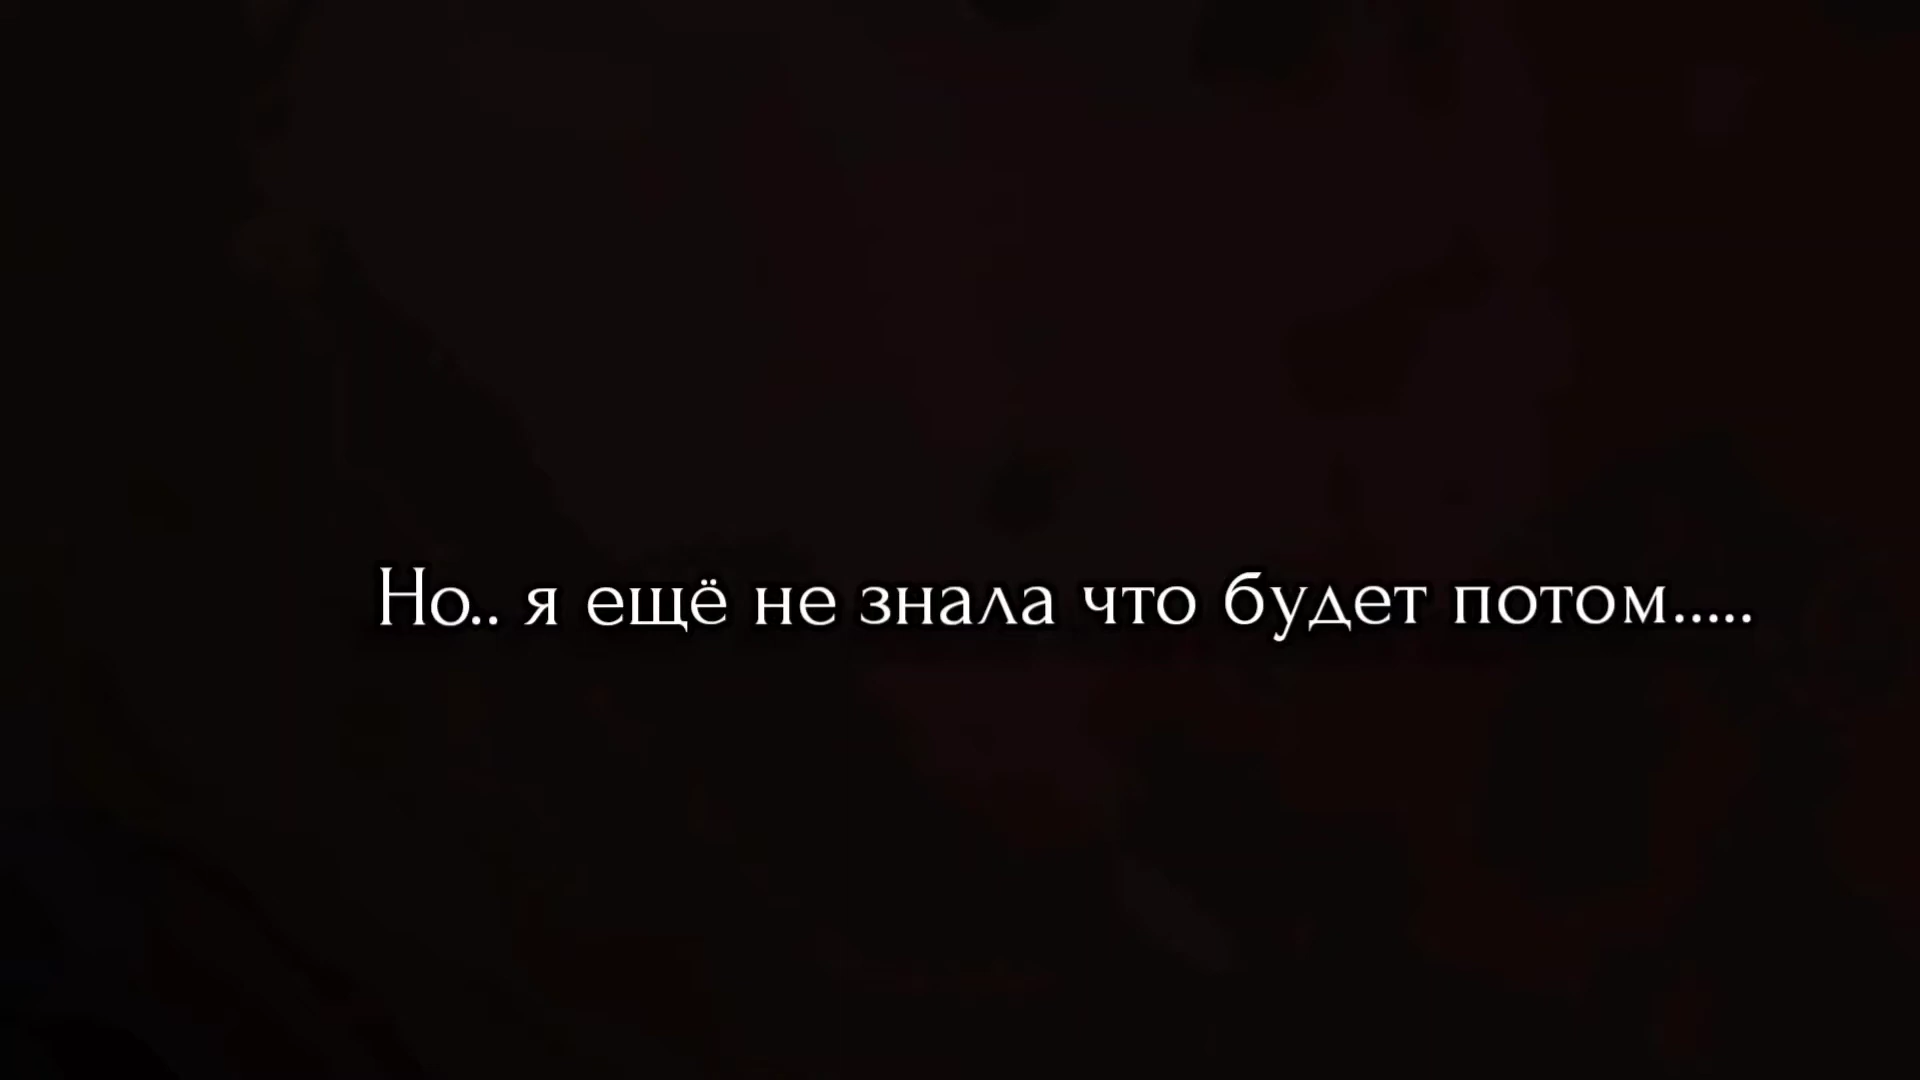 Но.. я ещё не знала что будет потом.....